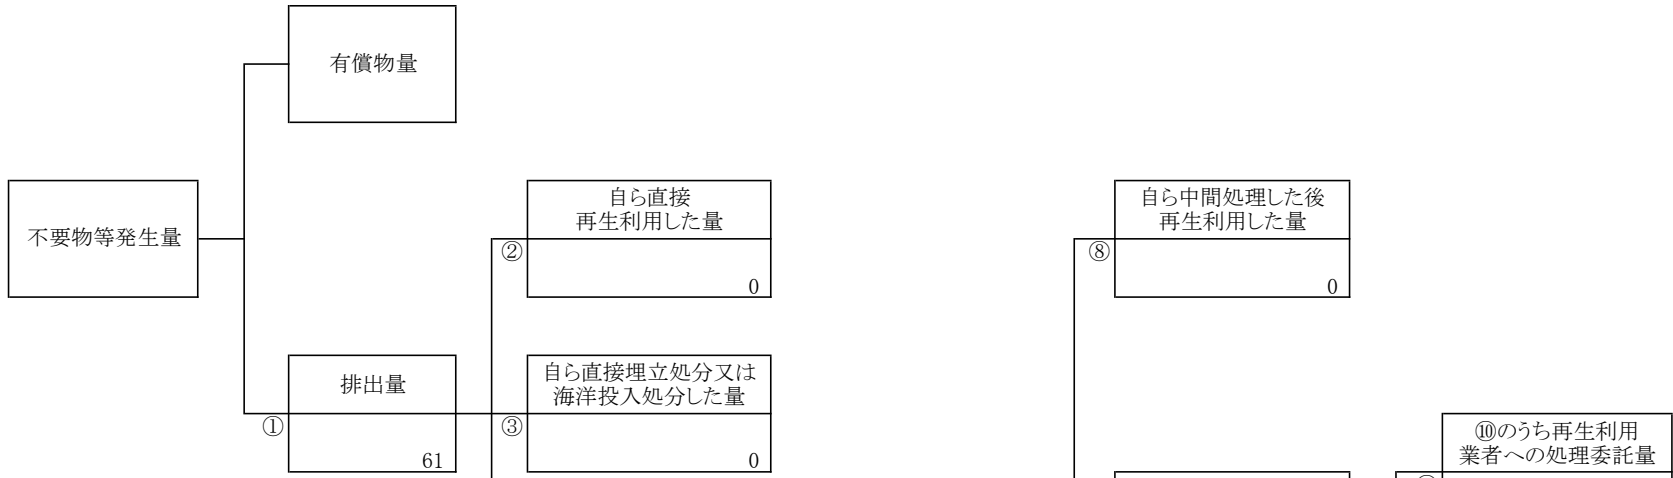 有償物量
不要物等発生量
自ら直接
再生利用した量
②
0
自ら中間処理した後
再生利用した量
⑧
0
排出量
①
61
自ら直接埋立処分又は
海洋投入処分した量
③
0
⑩のうち再生利用
業者への処理委託量